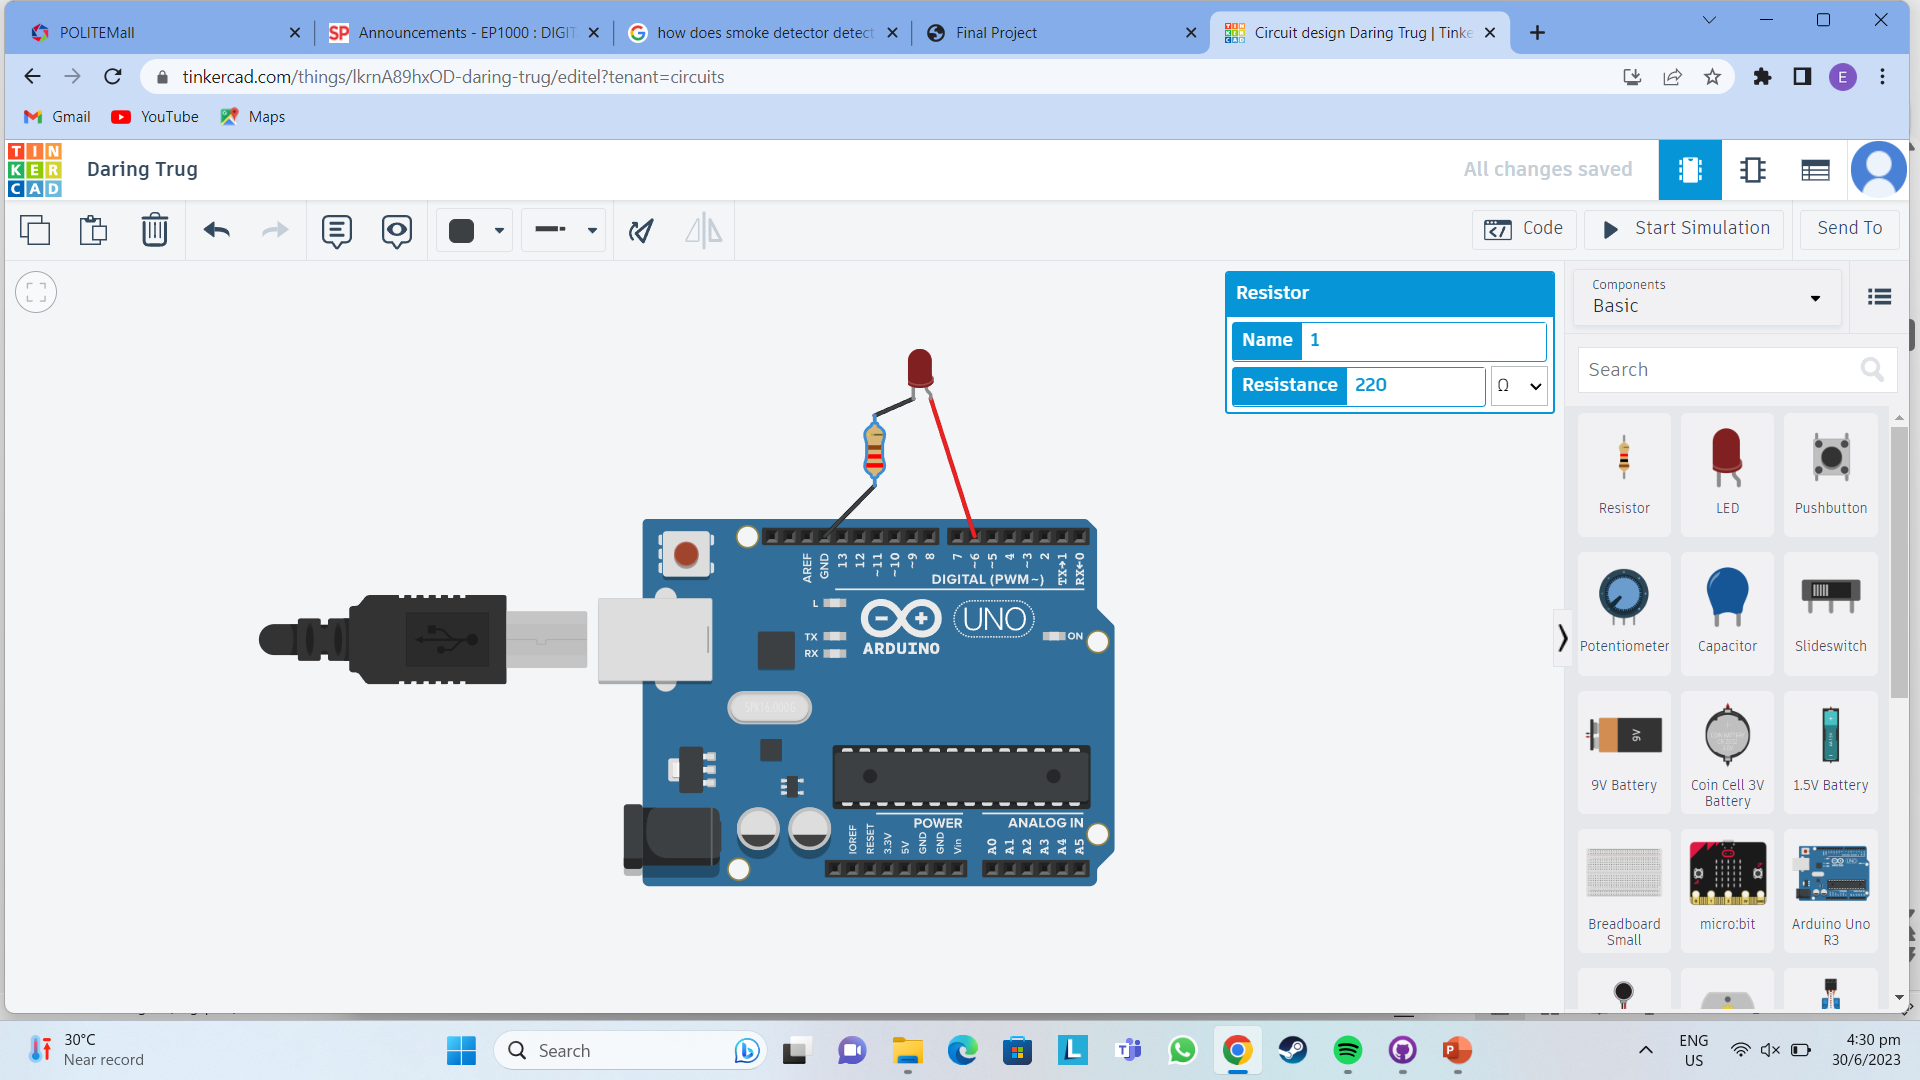 POLITEMall
SP Announcements - EP1000 : DIGIT
how does smoke detector detect
Final Project
Circuit design Daring Trug | Tinke
tinkercad.com/things/lkrnA89hxOD-daring-trug/editel?tenant=circuits
E
Gmail
YouTube
Maps
TIN
KER
CAD
Daring Trug
All changes saved
Code
Start Simulation
Send To
Resistor
Name 1
Resistance 220 Ω
Components
Basic
Search
Resistor
LED
Pushbutton
Potentiometer
Capacitor
Slideswitch
9V
9V Battery
Coin Cell 3V
Battery
1.5V Battery
Breadboard
Small
micro:bit
Arduino Uno
R3
AREF
GND
13
12
~11
~10
~9
8
7
~6
~5
4
~3
2
TX→1
RX←0
DIGITAL (PWM~)
L
TX
RX
ARDUINO
UNO
ON
SPK16.000G
POWER
ANALOG IN
IOREF
RESET
3.3V
5V
GND
GND
Vin
A0
A1
A2
A3
A4
A5
30°C
Near record
Search
ENG
US
4:30 pm
30/6/2023